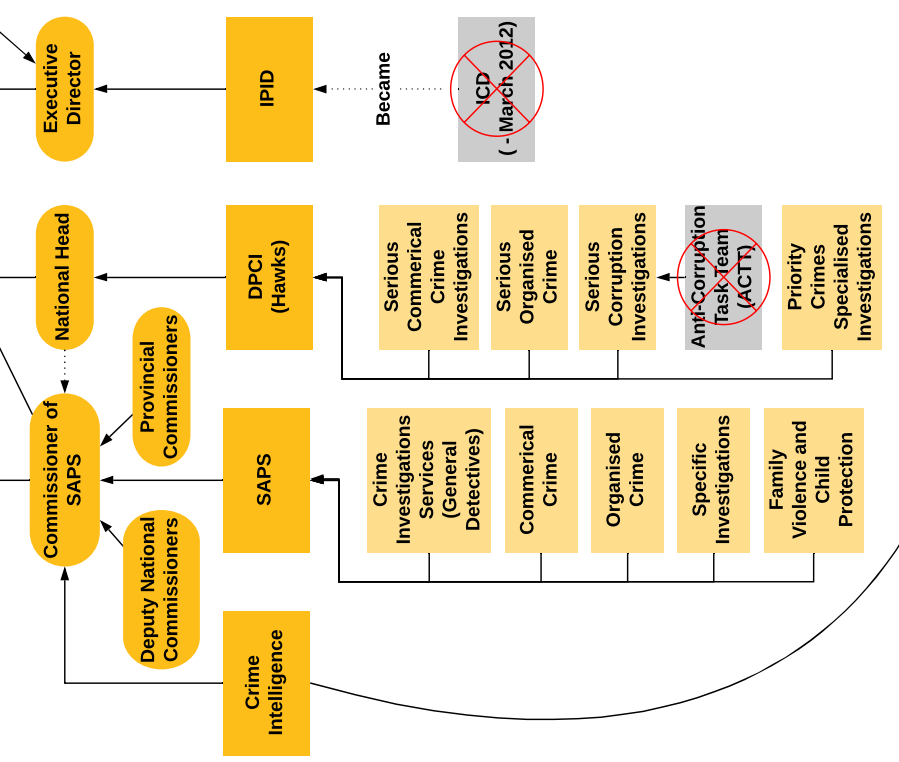 Executive
Director
IPID
Became
ICD
( - March 2012)
National Head
DPCI
(Hawks)
Serious
Commerical
Crime
Investigations
Serious
Organised
Crime
Serious
Corruption
Investigations
Anti-Corruption
Task Team
(ACTT)
Priority
Crimes
Specialised
Investigations
Provincial
Commissioners
Commissioner of
SAPS
Deputy National
Commissioners
SAPS
Crime
Investigations
Services
(General
Detectives)
Commerical
Crime
Organised
Crime
Specific
Investigations
Family
Violence and
Child
Protection
Crime
Intelligence